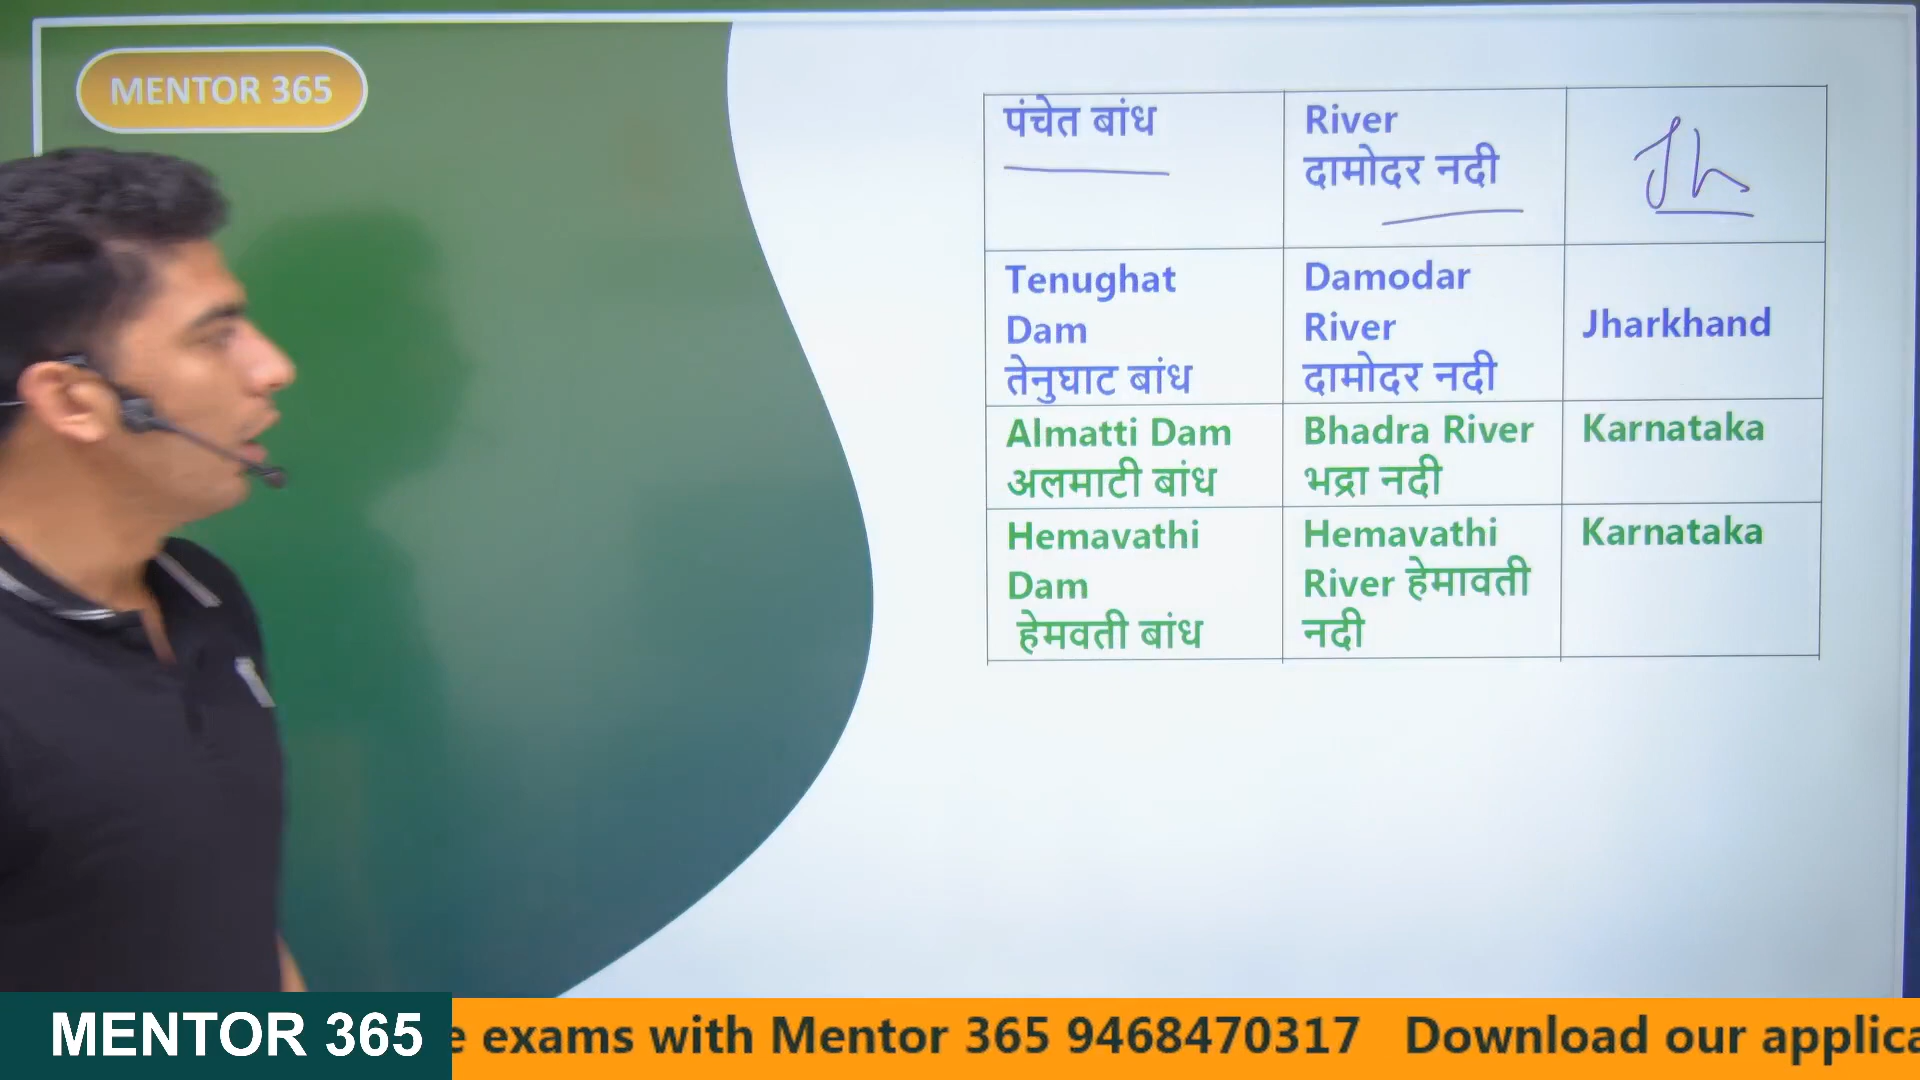 MENTOR 365
पंचेत बांध
River
दामोदर नदी
Jh
Tenughat
Dam
तेनुघाट बांध
Damodar
River
दामोदर नदी
Jharkhand
Almatti Dam
अलमाटी बांध
Bhadra River
भद्रा नदी
Karnataka
Hemavathi
Dam
हेमवती बांध
Hemavathi
River हेमावती
नदी
Karnataka
MENTOR 365
e exams with Mentor 365 9468470317 Download our applica